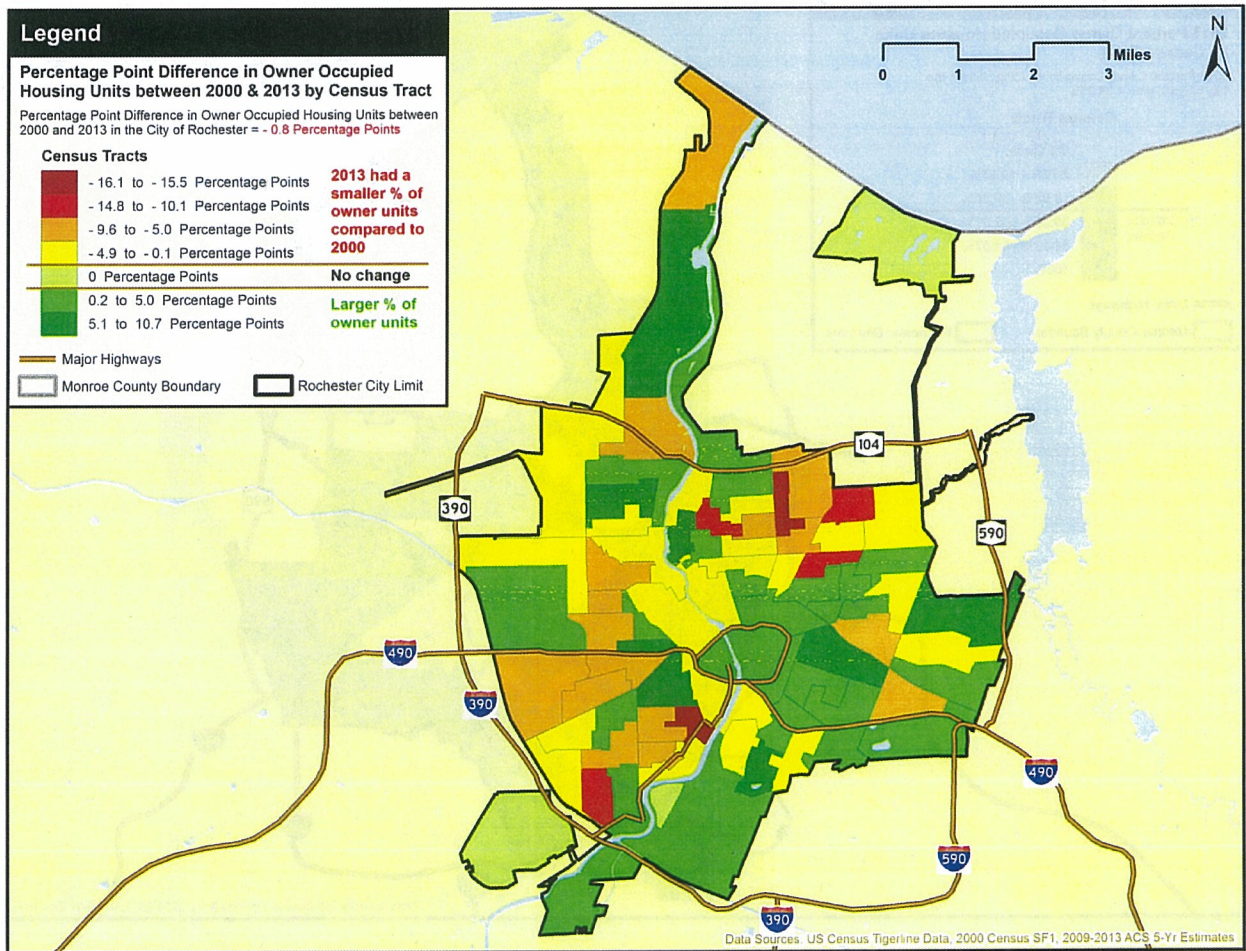 Legend
Percentage Point Difference in Owner Occupied
Housing Units between 2000 & 2013 by Census Tract
Percentage Point Difference in Owner Occupied Housing Units between
2000 and 2013 in the City of Rochester = - 0.8 Percentage Points
Census Tracts
- 16.1 to - 15.5 Percentage Points
- 14.8 to - 10.1 Percentage Points
- 9.6 to - 5.0 Percentage Points
- 4.9 to - 0.1 Percentage Points
2013 had a
smaller % of
owner units
compared to
2000
0 Percentage Points
No change
0.2 to 5.0 Percentage Points
5.1 to 10.7 Percentage Points
Larger % of
owner units
Major Highways
Monroe County Boundary
Rochester City Limit
N
Miles
0 1 2 3
104
390
590
490
390
490
590
390
Data Sources: US Census Tigerline Data, 2000 Census SF1, 2009-2013 ACS 5-Yr Estimates